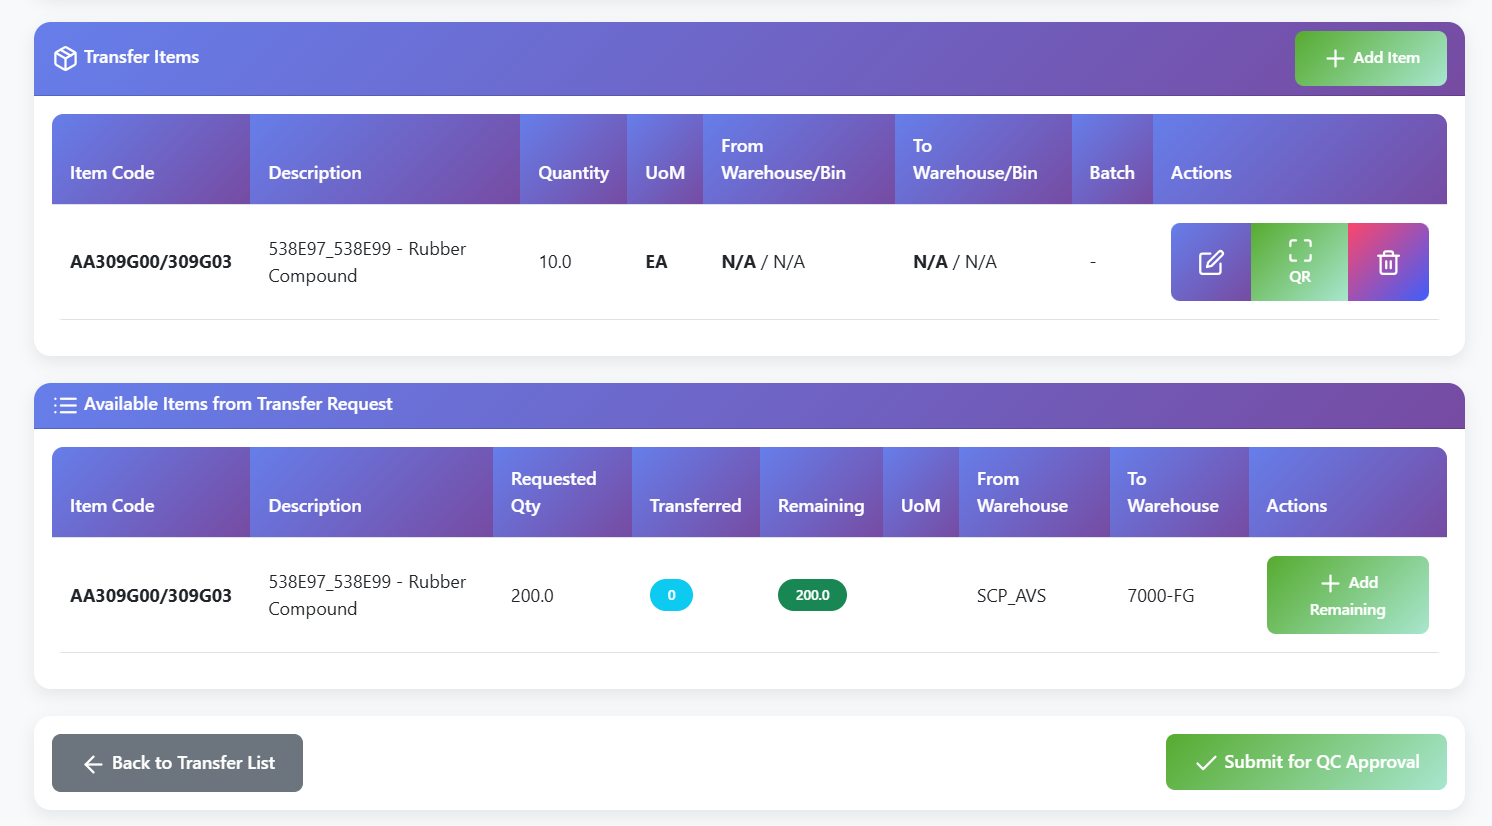 Transfer Items
Add Item
Item Code
Description
Quantity
UoM
From
Warehouse/Bin
To
Warehouse/Bin
Batch
Actions
AA309G00/309G03
538E97_538E99 - Rubber
Compound
10.0
EA
N/A / N/A
N/A / N/A
-
QR
Available Items from Transfer Request
Item Code
Description
Requested
Qty
Transferred
Remaining
UoM
From
Warehouse
To
Warehouse
Actions
AA309G00/309G03
538E97_538E99 - Rubber
Compound
200.0
0
200.0
SCP_AVS
7000-FG
Add
Remaining
Back to Transfer List
Submit for QC Approval